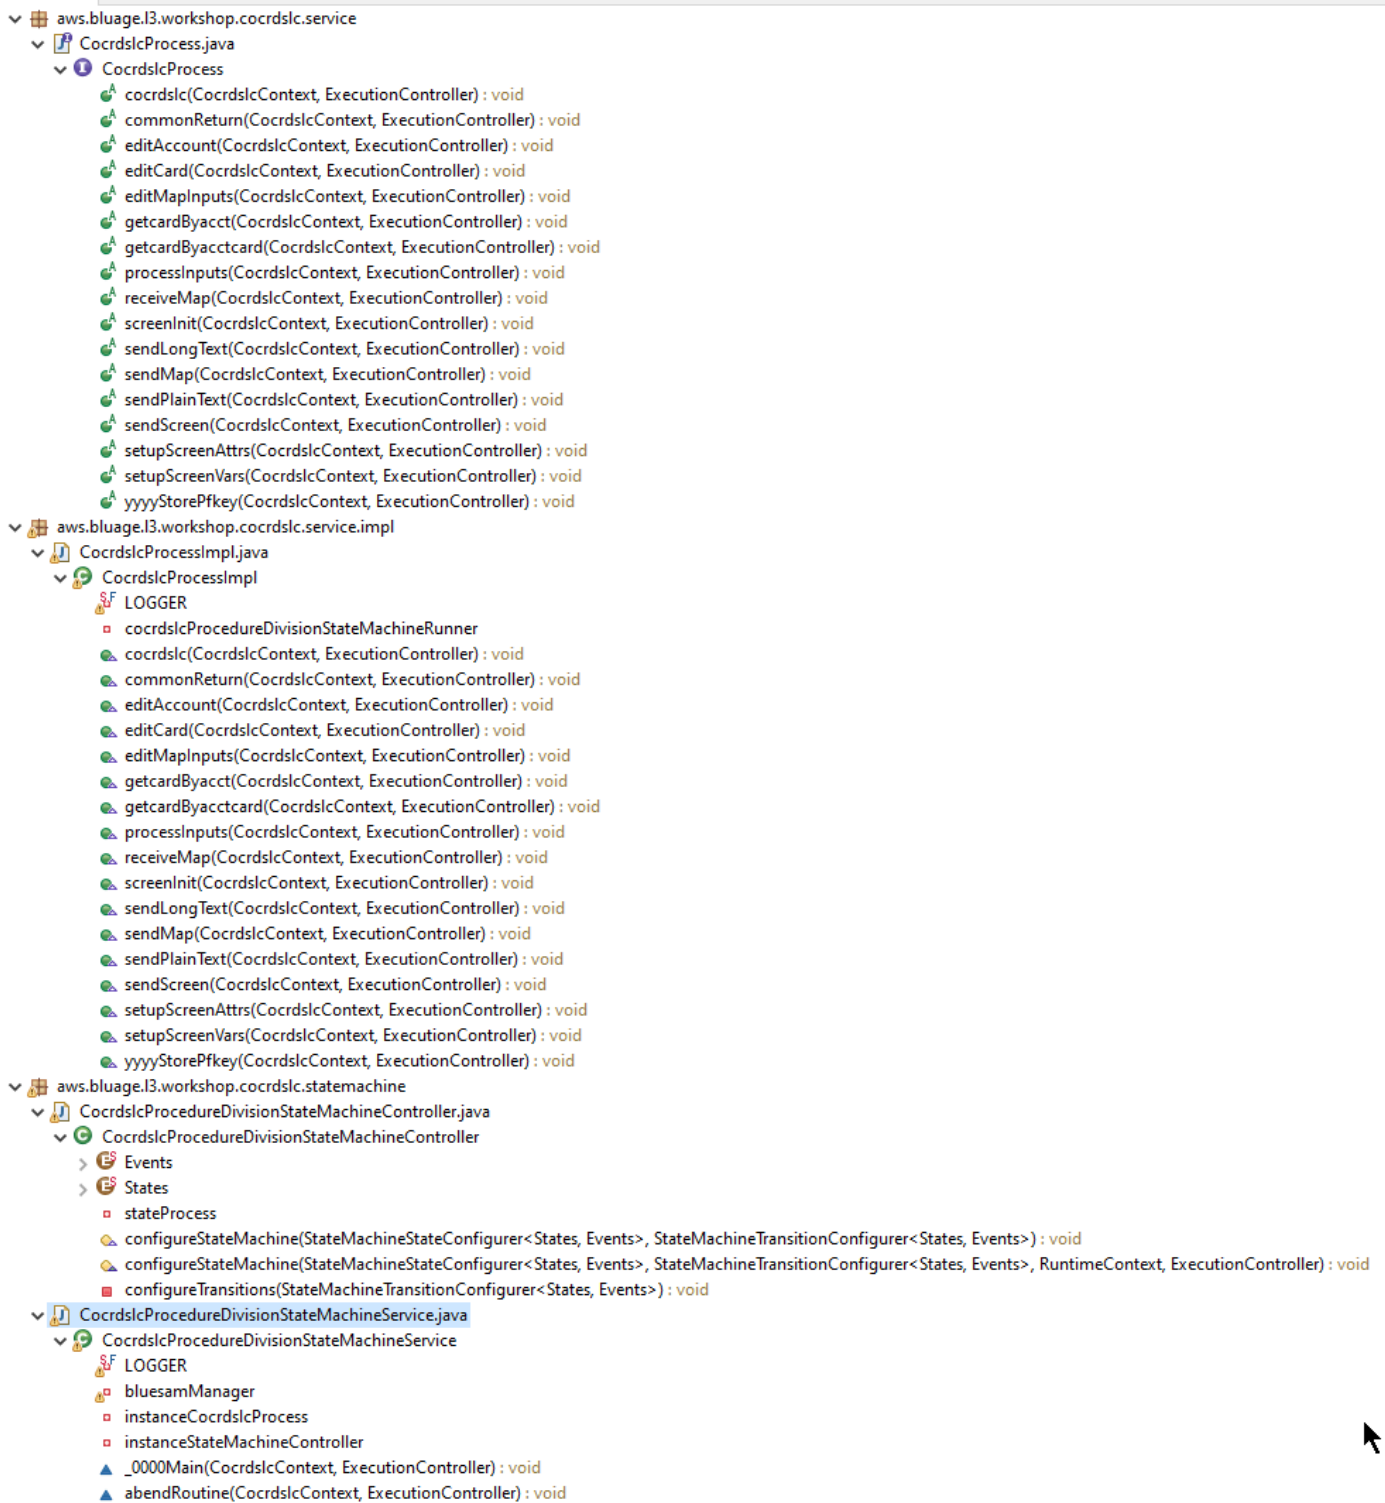 aws.bluage.l3.workshop.cocrdslc.service
CocrdslcProcess.java
CocrdslcProcess
cocrdslc(CocrdslcContext, ExecutionController) : void
commonReturn(CocrdslcContext, ExecutionController) : void
editAccount(CocrdslcContext, ExecutionController) : void
editCard(CocrdslcContext, ExecutionController) : void
editMapInputs(CocrdslcContext, ExecutionController) : void
getcardByacct(CocrdslcContext, ExecutionController) : void
getcardByacctcard(CocrdslcContext, ExecutionController) : void
processInputs(CocrdslcContext, ExecutionController) : void
receiveMap(CocrdslcContext, ExecutionController) : void
screenInit(CocrdslcContext, ExecutionController) : void
sendLongText(CocrdslcContext, ExecutionController) : void
sendMap(CocrdslcContext, ExecutionController) : void
sendPlainText(CocrdslcContext, ExecutionController) : void
sendScreen(CocrdslcContext, ExecutionController) : void
setupScreenAttrs(CocrdslcContext, ExecutionController) : void
setupScreenVars(CocrdslcContext, ExecutionController) : void
yyyyStorePfkey(CocrdslcContext, ExecutionController) : void
aws.bluage.l3.workshop.cocrdslc.service.impl
CocrdslcProcessImpl.java
CocrdslcProcessImpl
LOGGER
cocrdslcProcedureDivisionStateMachineRunner
cocrdslc(CocrdslcContext, ExecutionController) : void
commonReturn(CocrdslcContext, ExecutionController) : void
editAccount(CocrdslcContext, ExecutionController) : void
editCard(CocrdslcContext, ExecutionController) : void
editMapInputs(CocrdslcContext, ExecutionController) : void
getcardByacct(CocrdslcContext, ExecutionController) : void
getcardByacctcard(CocrdslcContext, ExecutionController) : void
processInputs(CocrdslcContext, ExecutionController) : void
receiveMap(CocrdslcContext, ExecutionController) : void
screenInit(CocrdslcContext, ExecutionController) : void
sendLongText(CocrdslcContext, ExecutionController) : void
sendMap(CocrdslcContext, ExecutionController) : void
sendPlainText(CocrdslcContext, ExecutionController) : void
sendScreen(CocrdslcContext, ExecutionController) : void
setupScreenAttrs(CocrdslcContext, ExecutionController) : void
setupScreenVars(CocrdslcContext, ExecutionController) : void
yyyyStorePfkey(CocrdslcContext, ExecutionController) : void
aws.bluage.l3.workshop.cocrdslc.statemachine
CocrdslcProcedureDivisionStateMachineController.java
CocrdslcProcedureDivisionStateMachineController
Events
States
stateProcess
configureStateMachine(StateMachineStateConfigurer<States, Events>, StateMachineTransitionConfigurer<States, Events>) : void
configureStateMachine(StateMachineStateConfigurer<States, Events>, StateMachineTransitionConfigurer<States, Events>, RuntimeContext, ExecutionController) : void
configureTransitions(StateMachineTransitionConfigurer<States, Events>) : void
CocrdslcProcedureDivisionStateMachineService.java
CocrdslcProcedureDivisionStateMachineService
LOGGER
bluesamManager
instanceCocrdslcProcess
instanceStateMachineController
_0000Main(CocrdslcContext, ExecutionController) : void
abendRoutine(CocrdslcContext, ExecutionController) : void